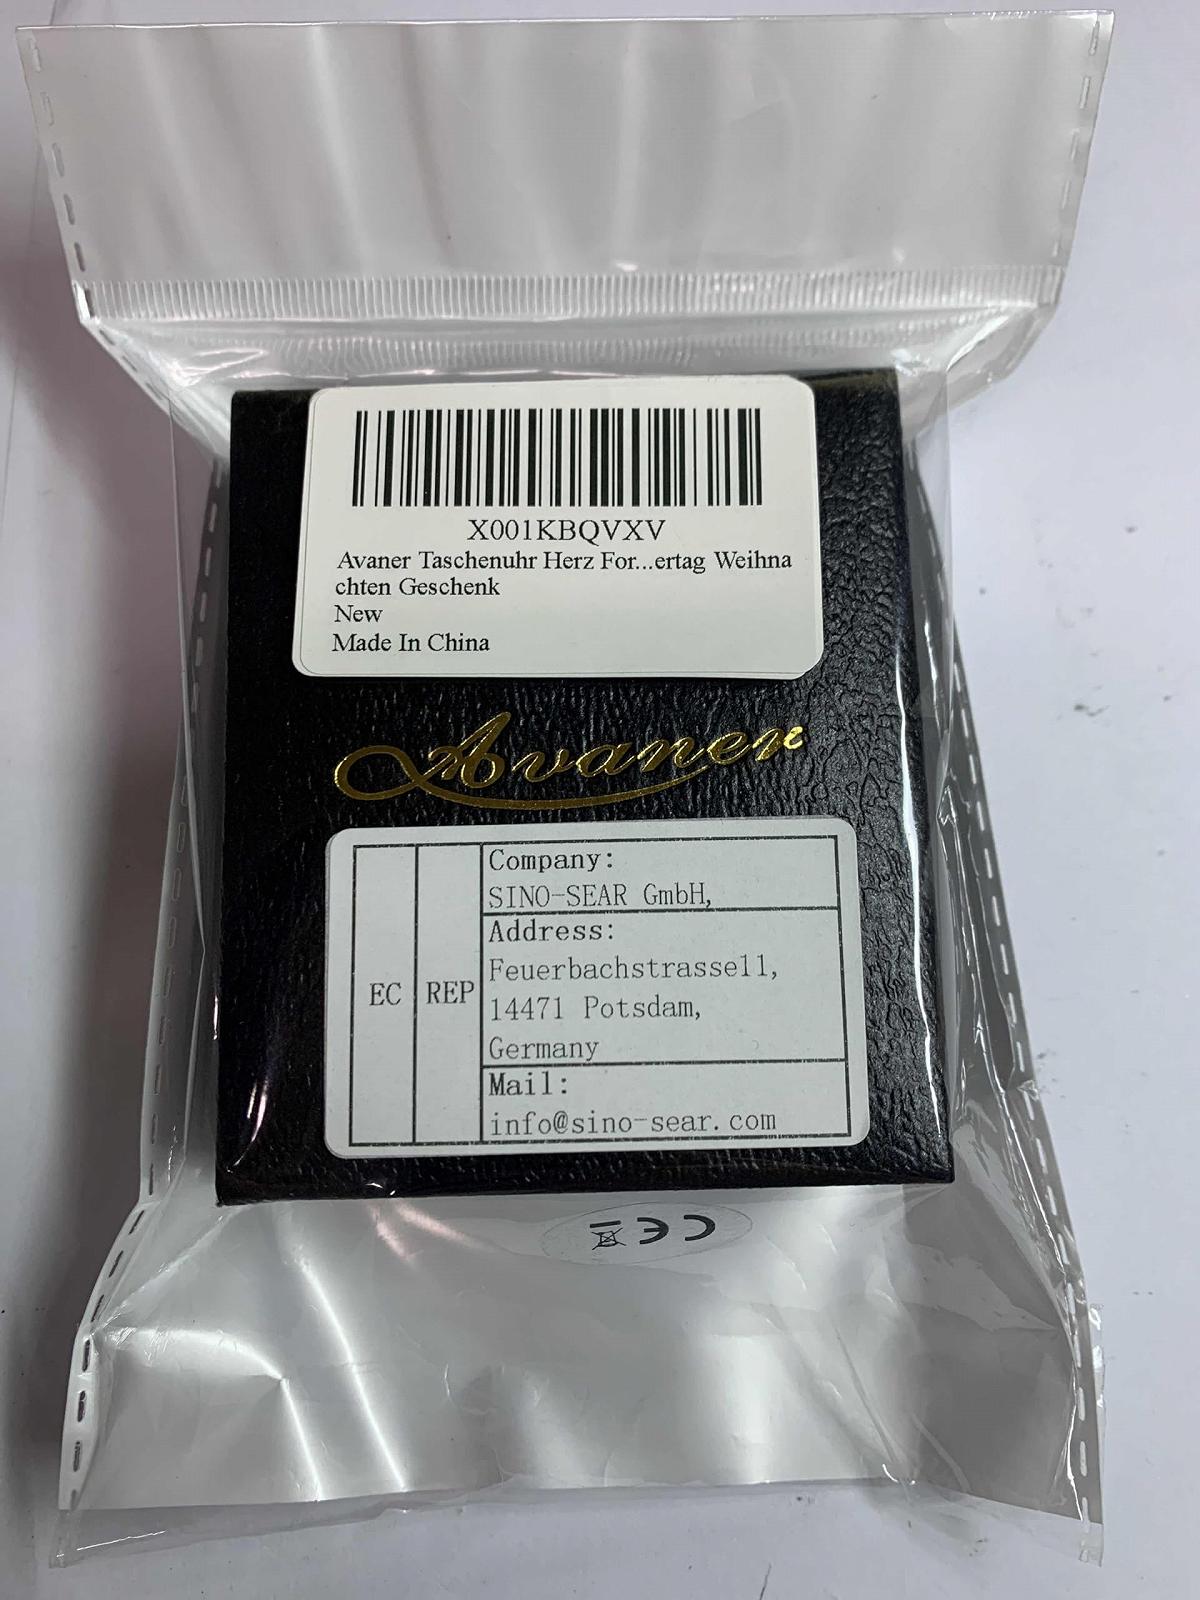 X001KBQVXV
Avaner Taschenuhr Herz For...ertag Weihna
chten Geschenk
New
Made In China
Avaner
EC
REP
Company:
SINO-SEAR GmbH,
Address:
Feuerbachstrasse11,
14471 Potsdam,
Germany
Mail:
info@sino-sear.com
CE